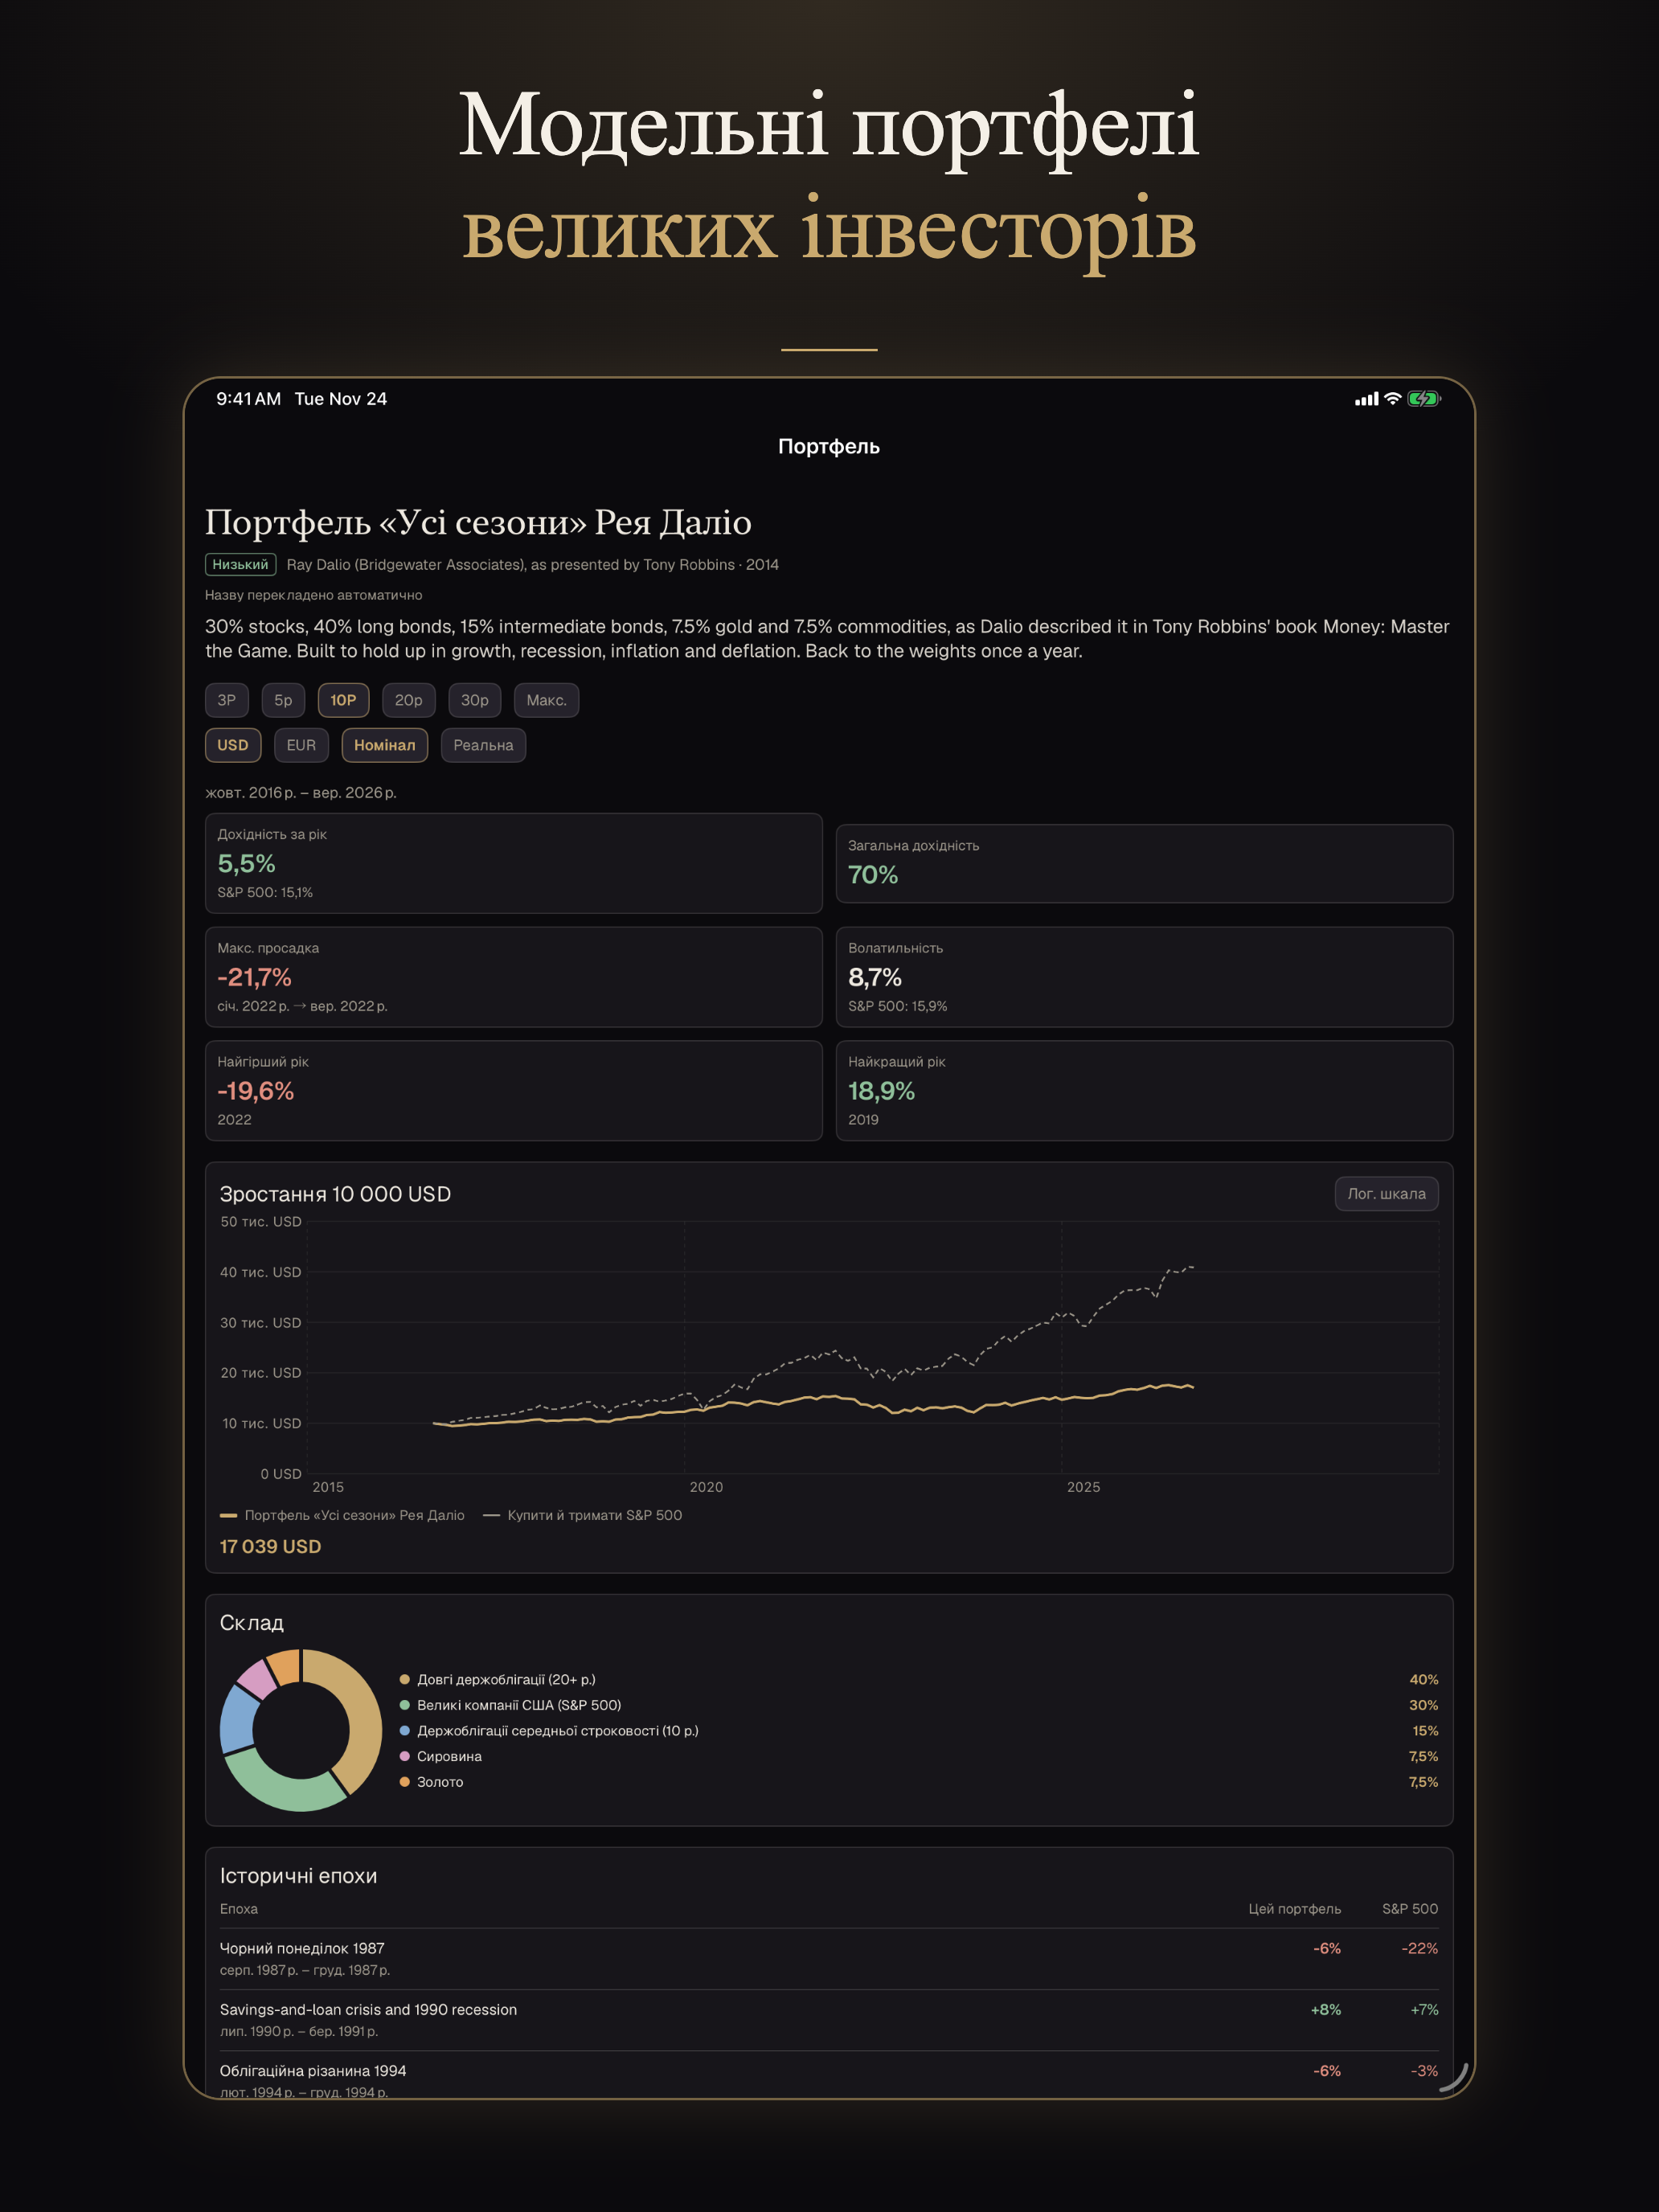 Модельні портфелі
великих інвесторів
9:41 AM Tue Nov 24
Портфель
Портфель «Усі сезони» Рея Даліо
Низький Ray Dalio (Bridgewater Associates), as presented by Tony Robbins · 2014
Назву перекладено автоматично
30% stocks, 40% long bonds, 15% intermediate bonds, 7.5% gold and 7.5% commodities, as Dalio described it in Tony Robbins' book Money: Master
the Game. Built to hold up in growth, recession, inflation and deflation. Back to the weights once a year.
3Р 5р 10Р 20р 30р Макс.
USD EUR Номінал Реальна
жовт. 2016 р. – вер. 2026 р.
Дохідність за рік
5,5%
S&P 500: 15,1%
Загальна дохідність
70%
Макс. просадка
-21,7%
січ. 2022 р. → вер. 2022 р.
Волатильність
8,7%
S&P 500: 15,9%
Найгірший рік
-19,6%
2022
Найкращий рік
18,9%
2019
Зростання 10 000 USD
Лог. шкала
50 тис. USD
40 тис. USD
30 тис. USD
20 тис. USD
10 тис. USD
0 USD
2015 2020 2025
Портфель «Усі сезони» Рея Даліо Купити й тримати S&P 500
17 039 USD
Склад
Довгі держоблігації (20+ р.) 40%
Великі компанії США (S&P 500) 30%
Держоблігації середньої строковості (10 р.) 15%
Сировина 7,5%
Золото 7,5%
Історичні епохи
Епоха Цей портфель S&P 500
Чорний понеділок 1987 -6% -22%
серп. 1987 р. – груд. 1987 р.
Savings-and-loan crisis and 1990 recession +8% +7%
лип. 1990 р. – бер. 1991 р.
Облігаційна різанина 1994 -6% -3%
лют. 1994 р. – груд. 1994 р.